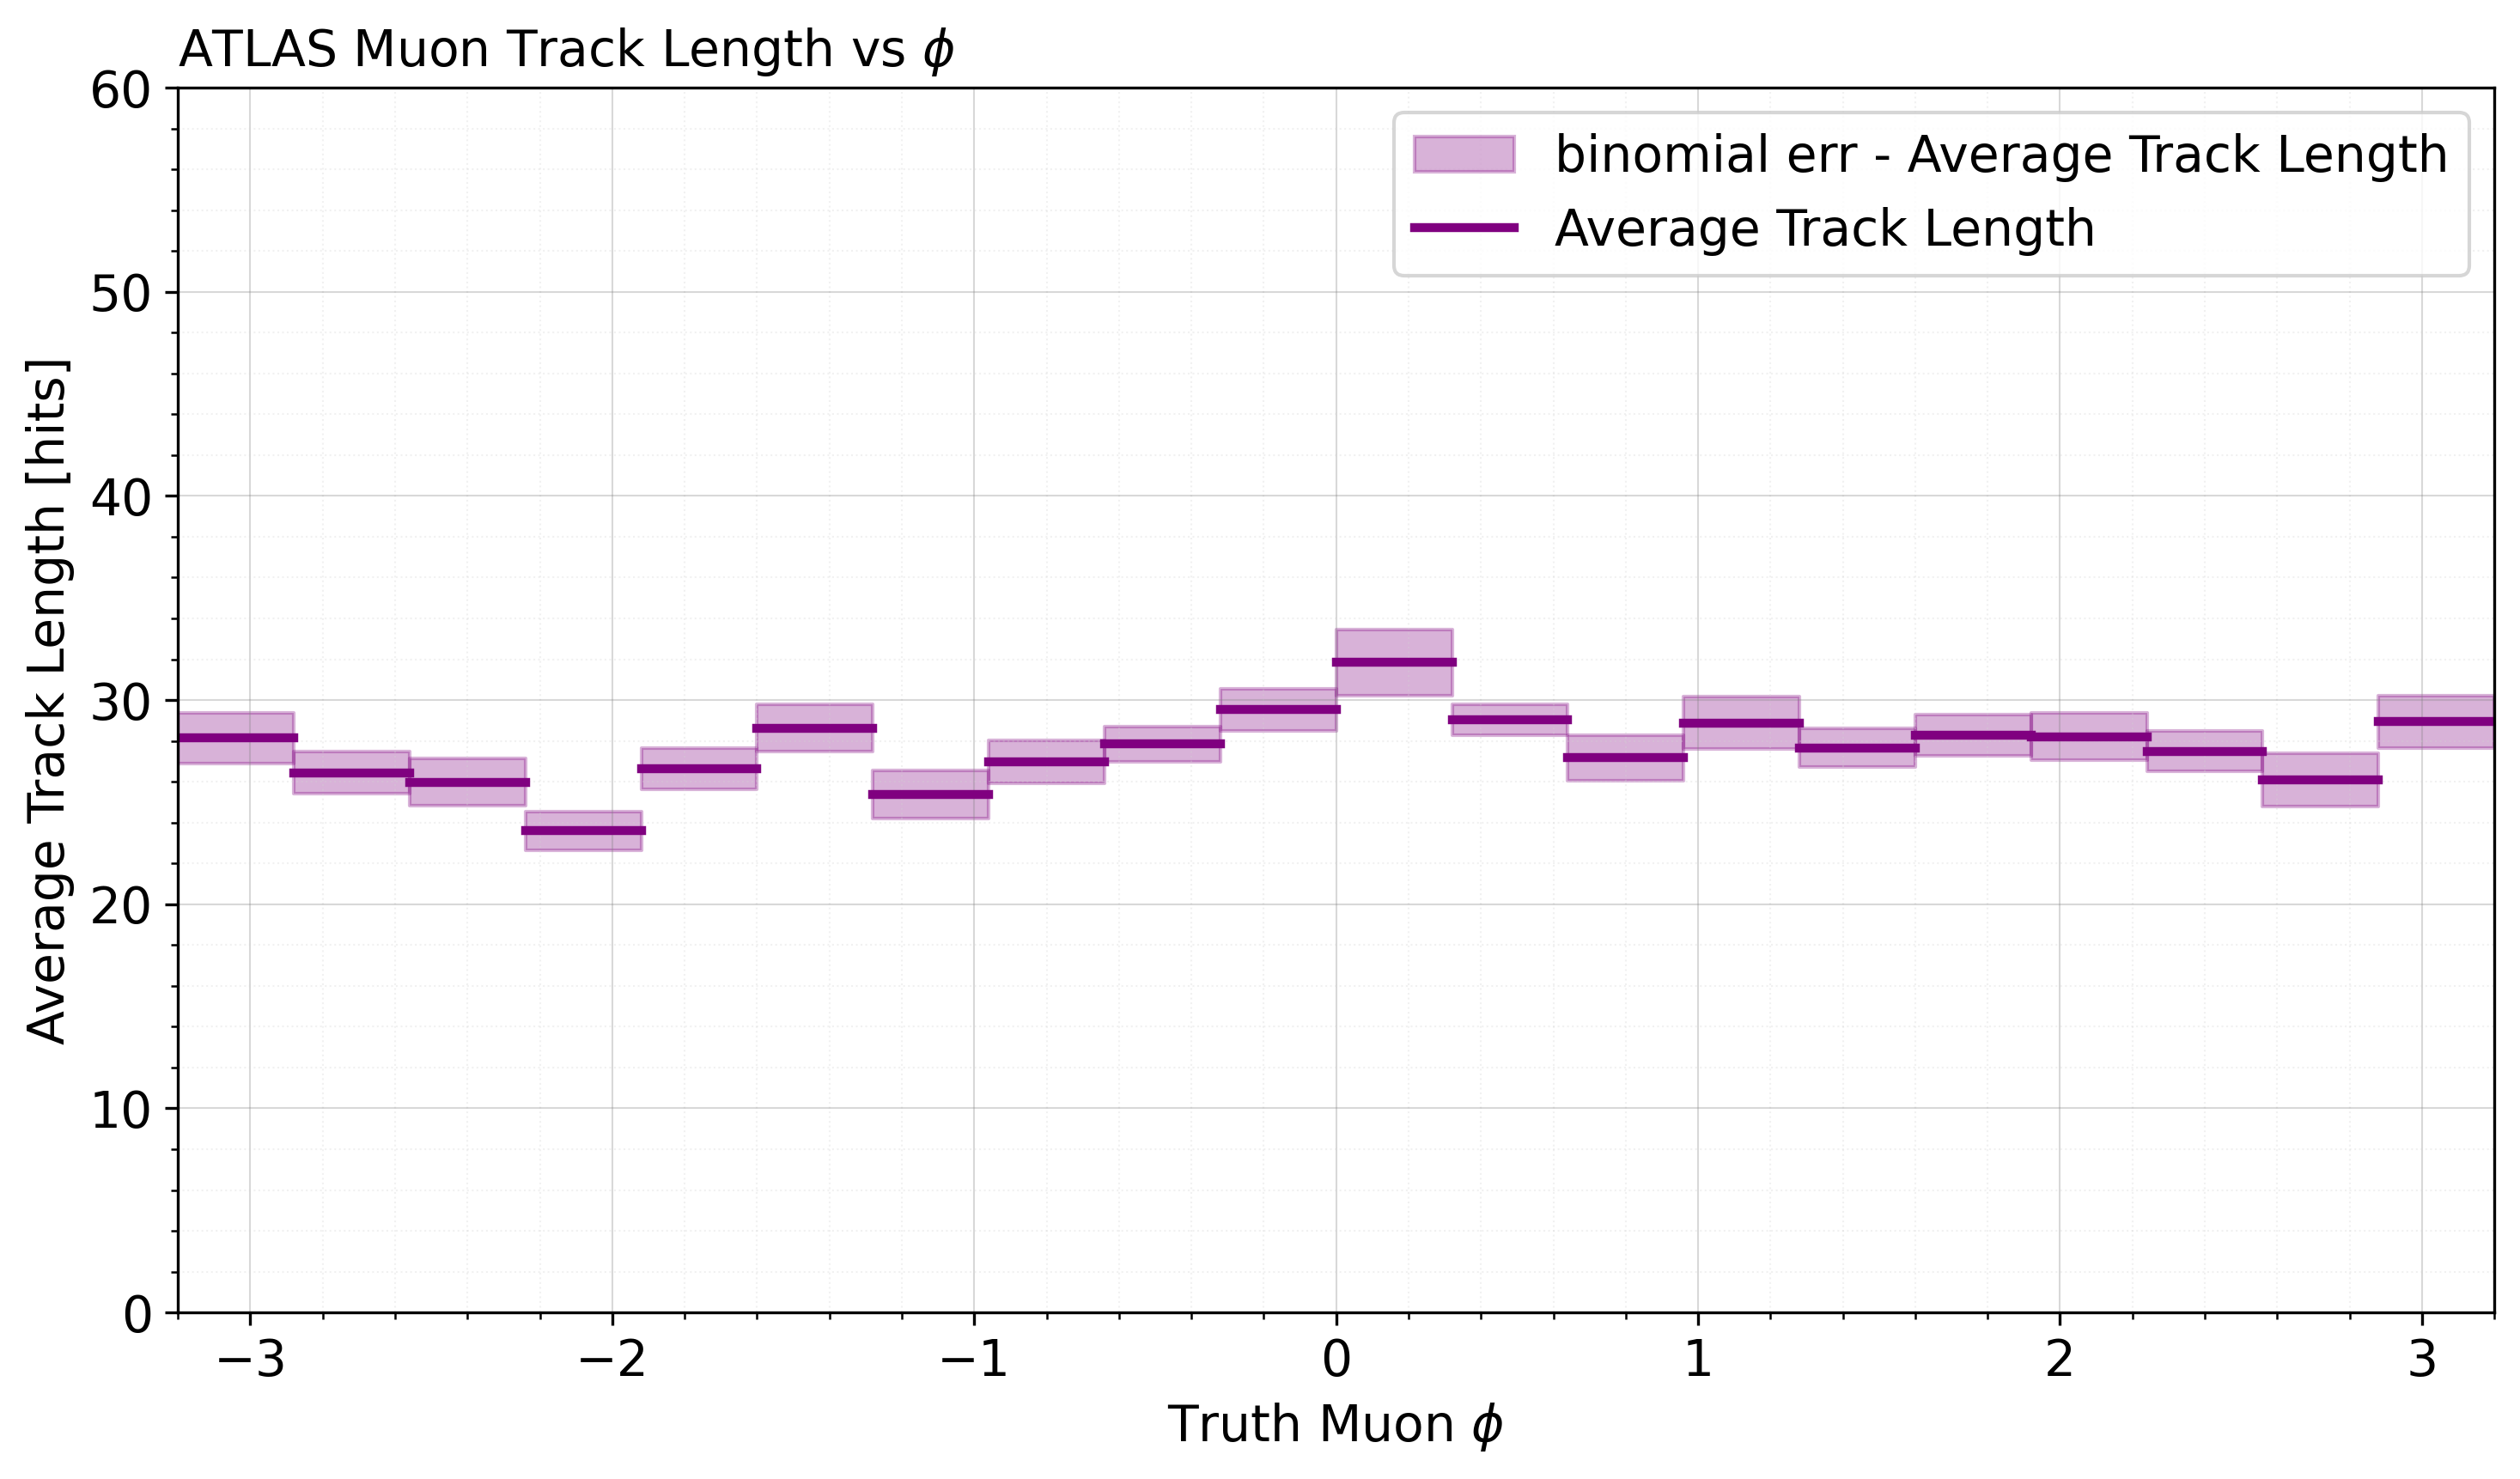 ATLAS Muon Track Length vs ϕ
60
50
40
30
20
10
0
Average Track Length [hits]
binomial err - Average Track Length
Average Track Length
−3
−2
−1
0
1
2
3
Truth Muon ϕ